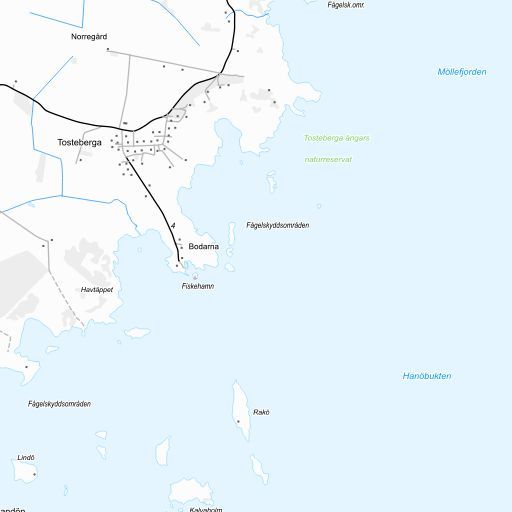 Fågelsk.omr.
Norregård
Möllefjorden
Tosteberga ängars
naturreservat
Tosteberga
4
Fågelskyddsområden
Bodarna
Fiskehamn
Havtäppet
Hanöbukten
Fågelskyddsområden
Rakö
Lindö
Kalvaholm